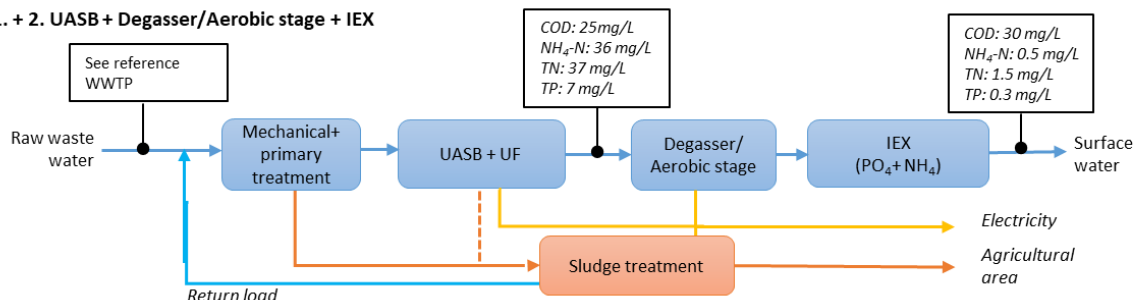 1. + 2. UASB + Degasser/Aerobic stage + IEX
See reference
WWTP
COD: 25mg/L
NH₄-N: 36 mg/L
TN: 37 mg/L
TP: 7 mg/L
COD: 30 mg/L
NH₄-N: 0.5 mg/L
TN: 1.5 mg/L
TP: 0.3 mg/L
Raw waste
water
Mechanical+
primary
treatment
UASB + UF
Degasser/
Aerobic stage
IEX
(PO₄+ NH₄)
Surface
water
Electricity
Sludge treatment
Agricultural
area
Return load